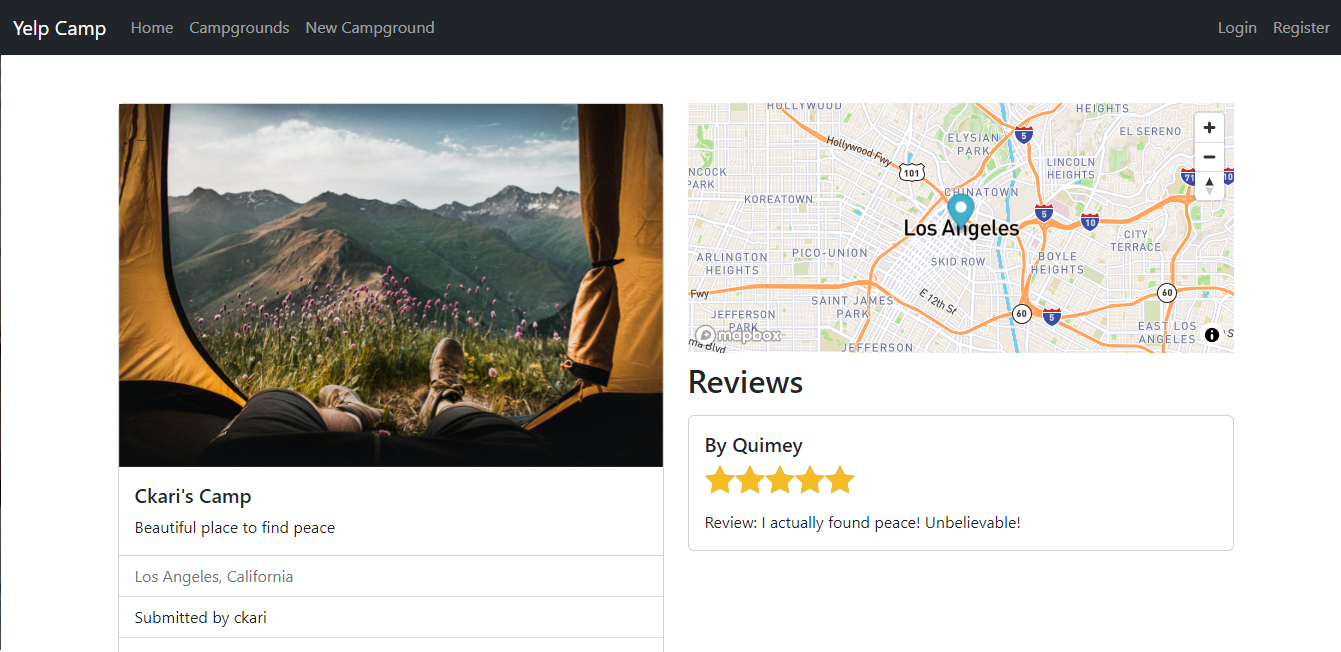 Yelp Camp Home Campgrounds New Campground Login Register
HOLLYWOOD
HEIGHTS
ELYSIAN
PARK
EL SERENO
Hollywood Fwy
5
101
LINCOLN
HEIGHTS
71
10
NCOCK
PARK
KOREATOWN
CHINATOWN
5
10
Los Angeles
CITY
TERRACE
ARLINGTON
HEIGHTS
PICO-UNION
SKID ROW
BOYLE
HEIGHTS
Fwy
SAINT JAMES
PARK
E 12th St
60
60
5
JEFFERSON
PARK
EAST LOS
ANGELES
S
mapbox
ma Blvd
JEFFERSON
Ckari's Camp
Beautiful place to find peace
Los Angeles, California
Submitted by ckari
Reviews
By Quimey
Review: I actually found peace! Unbelievable!